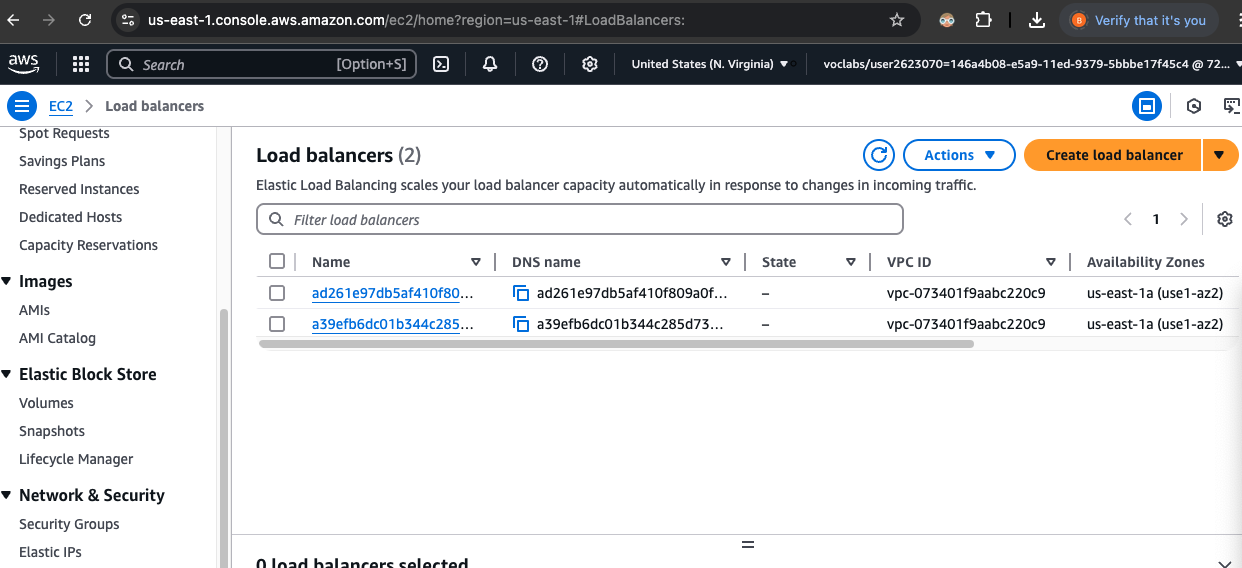 us-east-1.console.aws.amazon.com/ec2/home?region=us-east-1#LoadBalancers:
B Verify that it's you
aws Search [Option+S] United States (N. Virginia) voclabs/user2623070=146a4b08-e5a9-11ed-9379-5bbbe17f45c4 @ 72...
EC2 Load balancers
Spot Requests
Savings Plans
Reserved Instances
Dedicated Hosts
Capacity Reservations
Images
AMIs
AMI Catalog
Elastic Block Store
Volumes
Snapshots
Lifecycle Manager
Network & Security
Security Groups
Elastic IPs
Load balancers (2)
Actions
Create load balancer
Elastic Load Balancing scales your load balancer capacity automatically in response to changes in incoming traffic.
Filter load balancers
1
Name DNS name State VPC ID Availability Zones
ad261e97db5af410f80... ad261e97db5af410f809a0f... – vpc-073401f9aabc220c9 us-east-1a (use1-az2)
a39efb6dc01b344c285... a39efb6dc01b344c285d73... – vpc-073401f9aabc220c9 us-east-1a (use1-az2)
0 load balancers selected